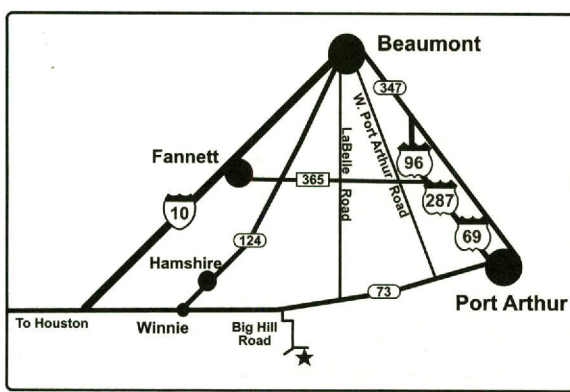 Beaumont
347
LaBelle Road
W. Port Arthur Road
96
Fannett
365
287
10
124
69
Hamshire
Port Arthur
73
To Houston
Winnie
Big Hill
Road